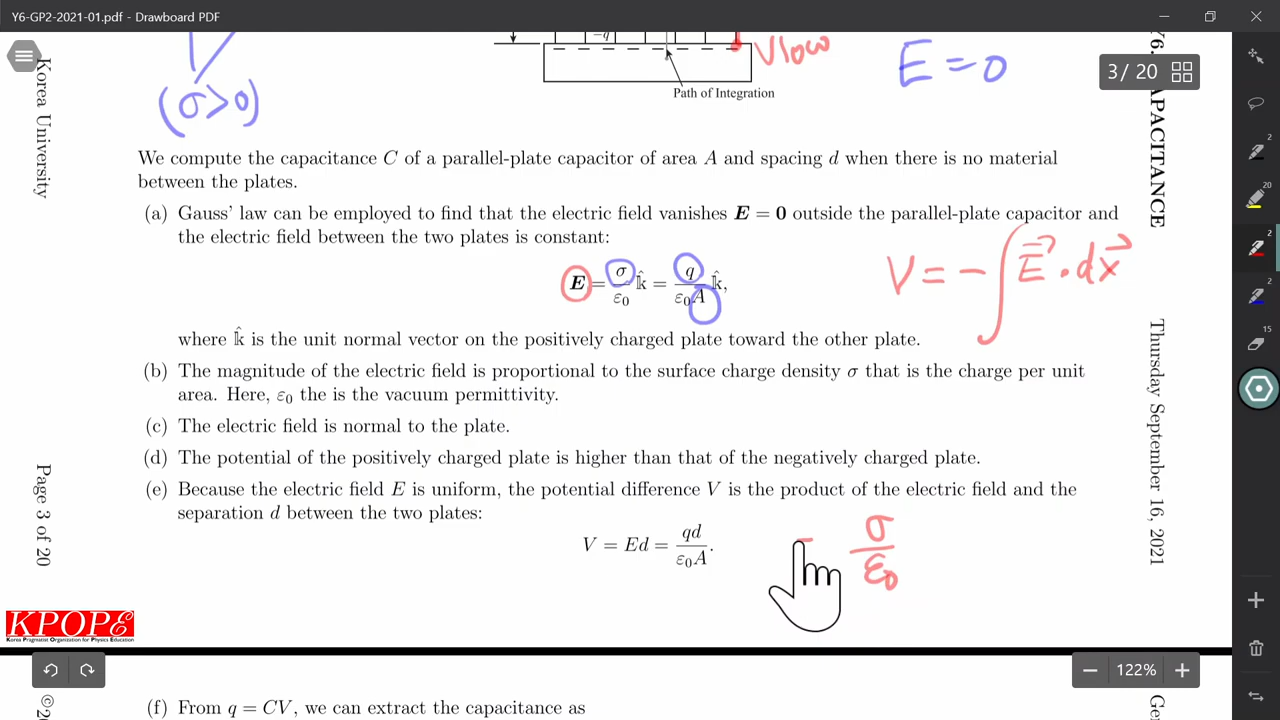 Y6-GP2-2021-01.pdf - Drawboard PDF
3 / 20
Korea University
(σ>0)
−q
V low
Path of Integration
E = 0
We compute the capacitance C of a parallel-plate capacitor of area A and spacing d when there is no material
between the plates.
(a) Gauss' law can be employed to find that the electric field vanishes E = 0 outside the parallel-plate capacitor and
the electric field between the two plates is constant:
E = σ/ε₀ k̂ = q/ε₀A k̂,
V = − ∫ E⃗ · dx⃗
where k̂ is the unit normal vector on the positively charged plate toward the other plate.
(b) The magnitude of the electric field is proportional to the surface charge density σ that is the charge per unit
area. Here, ε₀ the is the vacuum permittivity.
(c) The electric field is normal to the plate.
(d) The potential of the positively charged plate is higher than that of the negatively charged plate.
(e) Because the electric field E is uniform, the potential difference V is the product of the electric field and the
separation d between the two plates:
V = Ed = qd/ε₀A.
σ/ε₀
Y6. 
APACITANCE
Thursday September 16, 2021
Page 3 of 20
KPOPE
Korea Pragmatist Organization for Physics Education
122%
(f) From q = CV, we can extract the capacitance as
©20
Ge